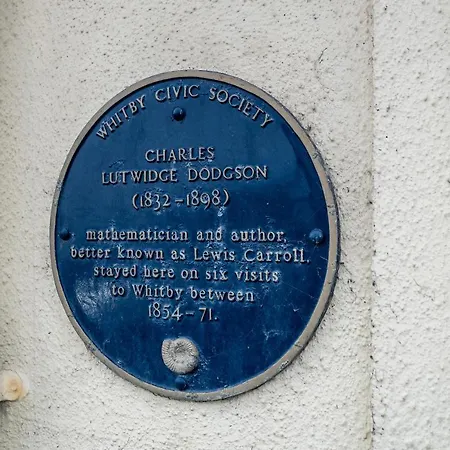 WHITBY CIVIC SOCIETY
CHARLES
LUTWIDGE DODGSON
(1832-1898)
mathematician and author,
better known as Lewis Carroll,
stayed here on six visits
to Whitby between
1854-71.